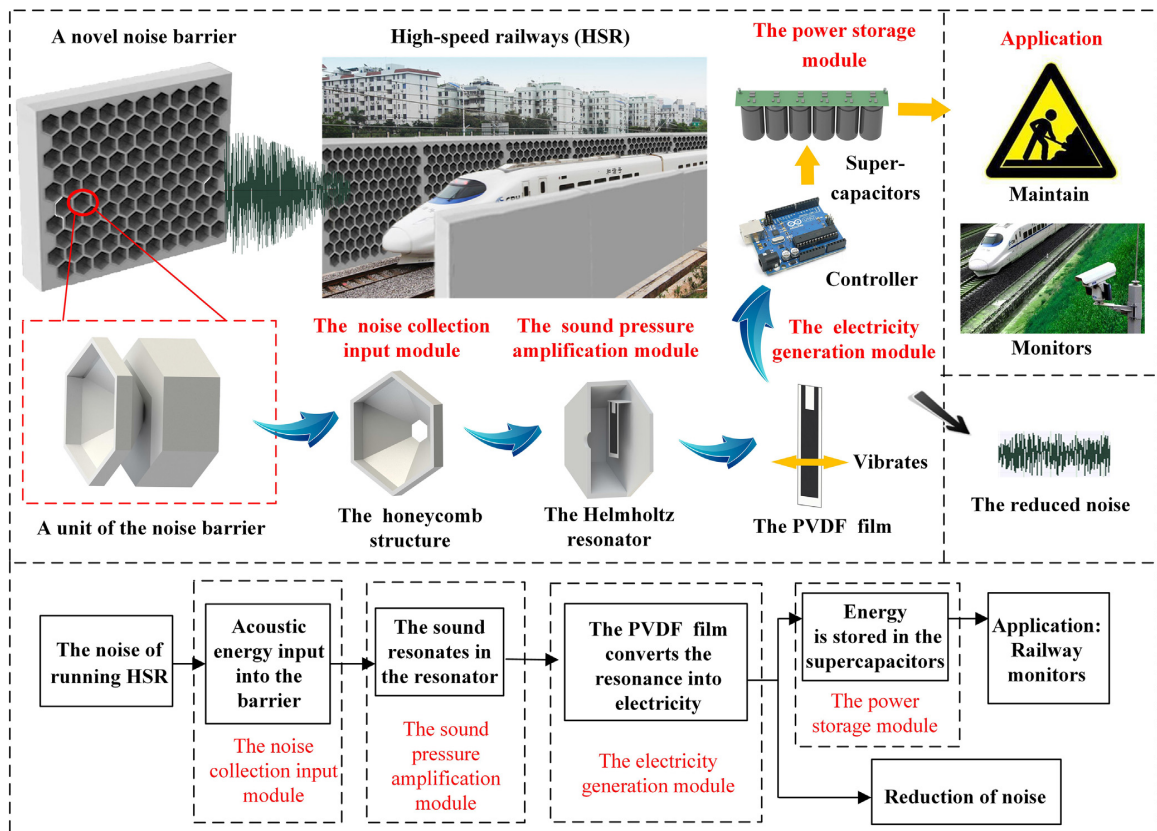 A novel noise barrier
High-speed railways (HSR)
The power storage
module
Application
Super-
capacitors
Maintain
Controller
Monitors
The noise collection
input module
The sound pressure
amplification module
The electricity
generation module
Vibrates
A unit of the noise barrier
The honeycomb
structure
The Helmholtz
resonator
The PVDF film
The reduced noise
The noise of
running HSR
Acoustic
energy input
into the
barrier
The noise
collection input
module
The sound
resonates in
the resonator
The sound
pressure
amplification
module
The PVDF film
converts the
resonance into
electricity
The electricity
generation module
Energy
is stored in the
supercapacitors
The power
storage module
Application:
Railway
monitors
Reduction of noise